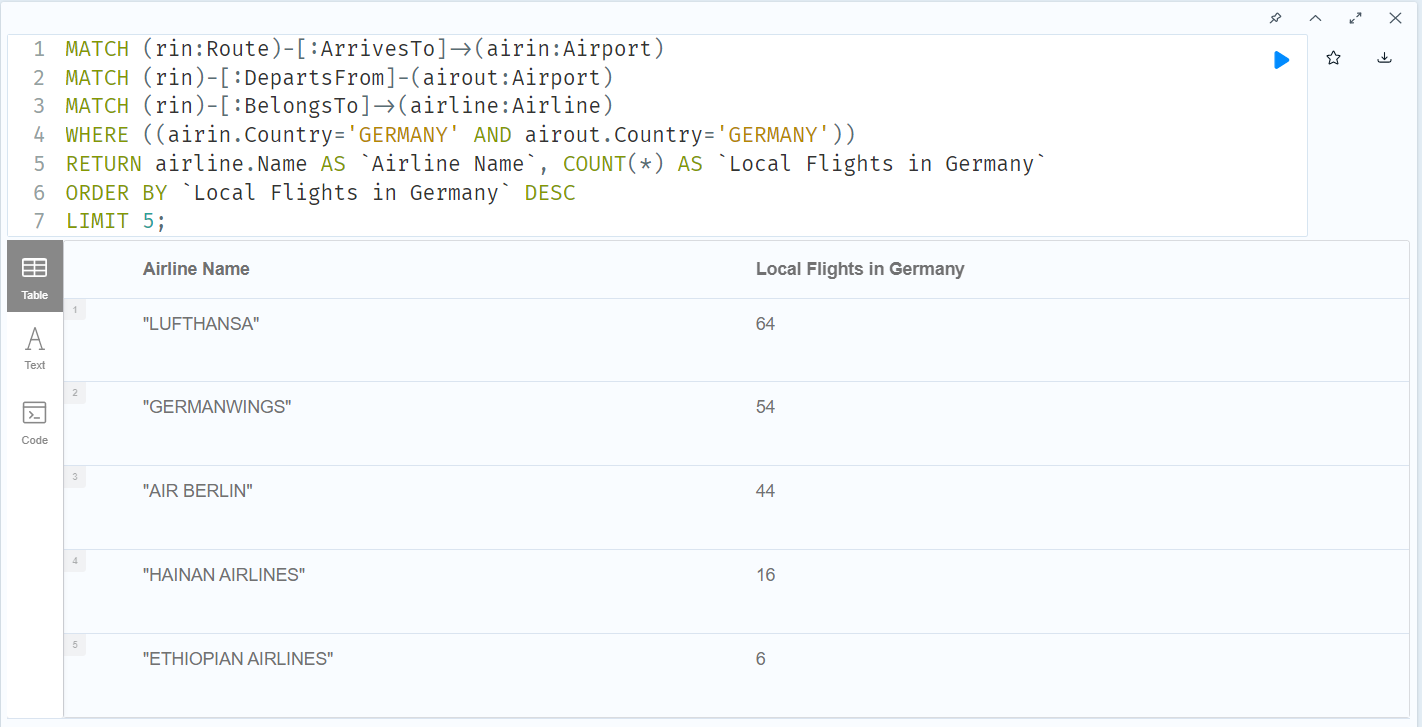 1 MATCH (rin:Route)-[:ArrivesTo]->(airin:Airport)
2 MATCH (rin)-[:DepartsFrom]-(airout:Airport)
3 MATCH (rin)-[:BelongsTo]->(airline:Airline)
4 WHERE ((airin.Country='GERMANY' AND airout.Country='GERMANY'))
5 RETURN airline.Name AS `Airline Name`, COUNT(*) AS `Local Flights in Germany`
6 ORDER BY `Local Flights in Germany` DESC
7 LIMIT 5;
Table
Text
Code
Airline Name Local Flights in Germany
1 "LUFTHANSA" 64
2 "GERMANWINGS" 54
3 "AIR BERLIN" 44
4 "HAINAN AIRLINES" 16
5 "ETHIOPIAN AIRLINES" 6